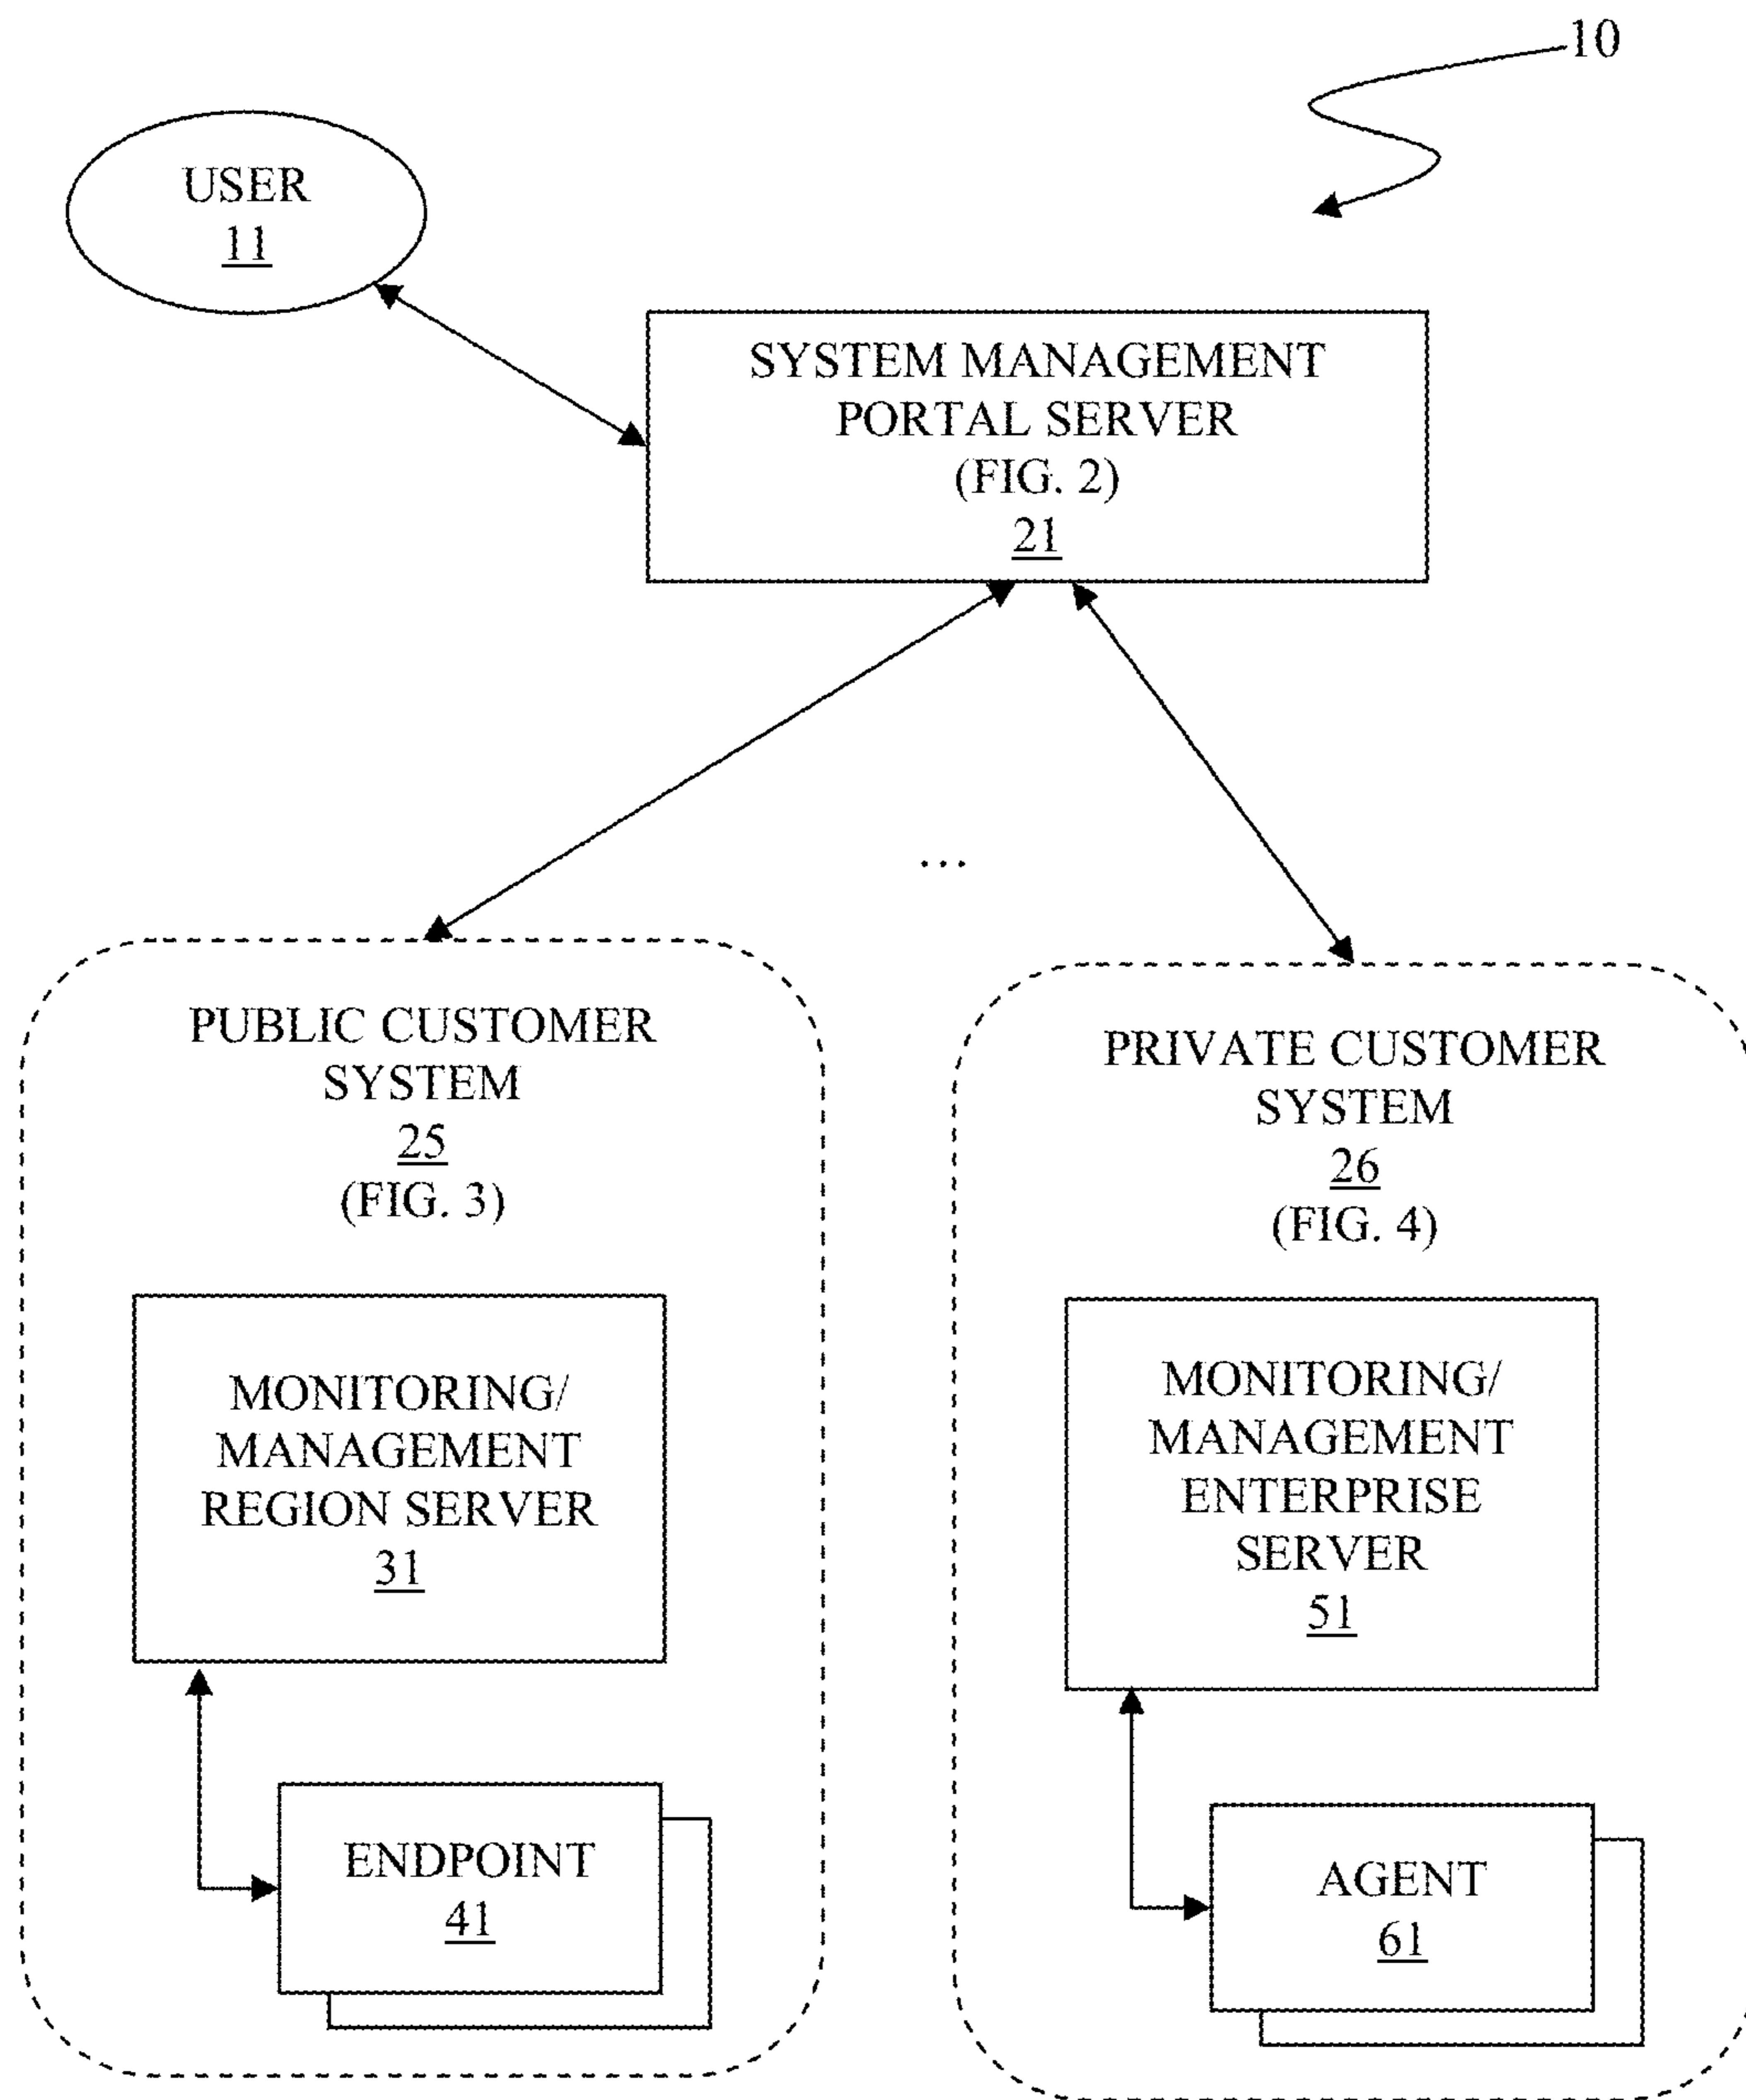 10
USER
11
SYSTEM MANAGEMENT
PORTAL SERVER
(FIG. 2)
21
...
PUBLIC CUSTOMER
SYSTEM
25
(FIG. 3)
MONITORING/
MANAGEMENT
REGION SERVER
31
ENDPOINT
41
PRIVATE CUSTOMER
SYSTEM
26
(FIG. 4)
MONITORING/
MANAGEMENT
ENTERPRISE
SERVER
51
AGENT
61